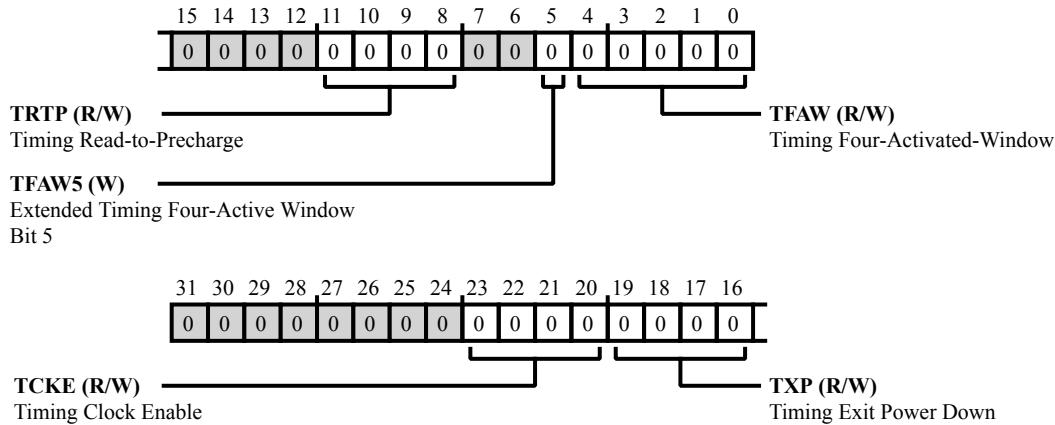 15 14 13 12 11 10 9 8 7 6 5 4 3 2 1 0
0 0 0 0 0 0 0 0 0 0 0 0 0 0 0 0
TRTP (R/W)
Timing Read-to-Precharge
TFAW (R/W)
Timing Four-Activated-Window
TFAW5 (W)
Extended Timing Four-Active Window
Bit 5
31 30 29 28 27 26 25 24 23 22 21 20 19 18 17 16
0 0 0 0 0 0 0 0 0 0 0 0 0 0 0 0
TCKE (R/W)
Timing Clock Enable
TXP (R/W)
Timing Exit Power Down